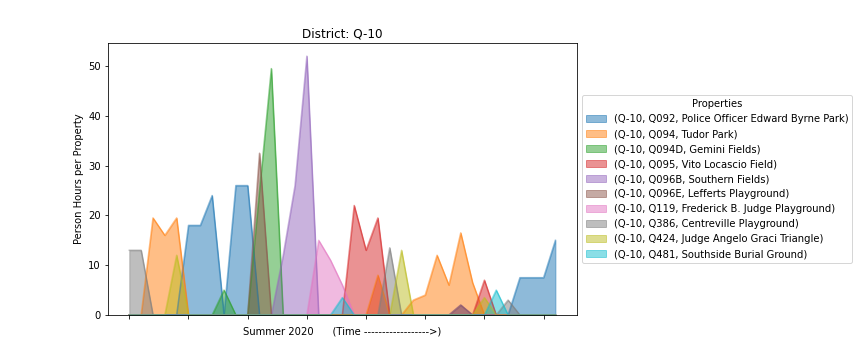 District: Q-10
Person Hours per Property
50
40
30
20
10
0
Summer 2020 (Time ------------------>)
Properties
(Q-10, Q092, Police Officer Edward Byrne Park)
(Q-10, Q094, Tudor Park)
(Q-10, Q094D, Gemini Fields)
(Q-10, Q095, Vito Locascio Field)
(Q-10, Q096B, Southern Fields)
(Q-10, Q096E, Lefferts Playground)
(Q-10, Q119, Frederick B. Judge Playground)
(Q-10, Q386, Centreville Playground)
(Q-10, Q424, Judge Angelo Graci Triangle)
(Q-10, Q481, Southside Burial Ground)